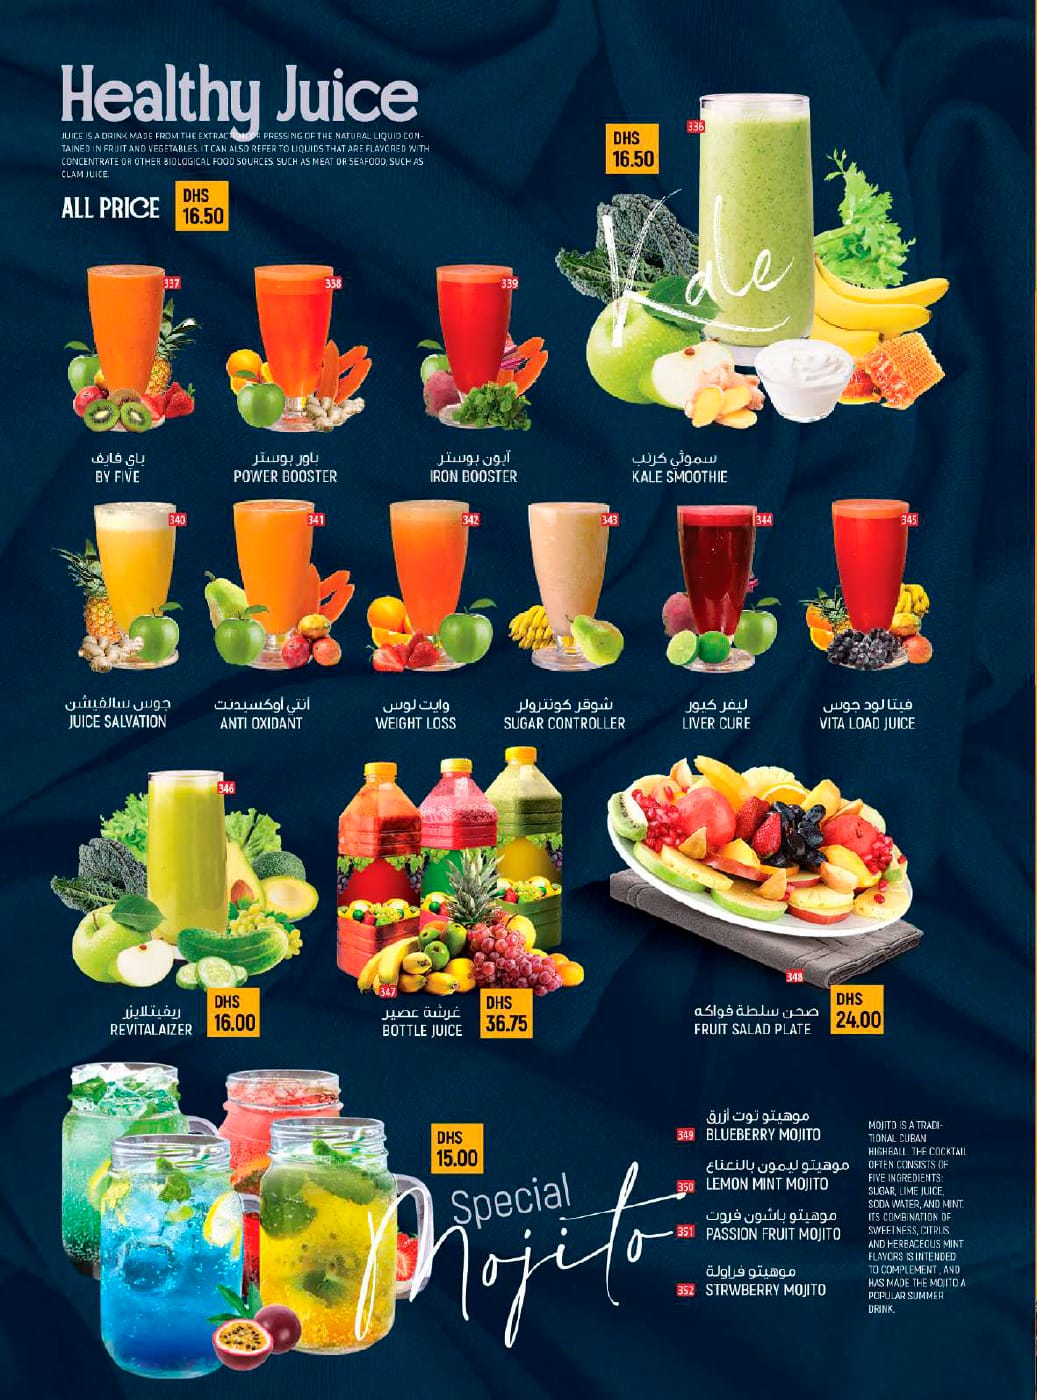 Healthy Juice
JUICE IS A DRINK MADE FROM THE EXTRACTION OR PRESSING OF THE NATURAL LIQUID CON-
TAINED IN FRUIT AND VEGETABLES. IT CAN ALSO REFER TO LIQUIDS THAT ARE FLAVORED WITH
CONCENTRATE OR OTHER BIOLOGICAL FOOD SOURCES, SUCH AS MEAT OR SEAFOOD, SUCH AS
CLAM JUICE.
ALL PRICE
DHS
16.50
336
DHS
16.50
Kale
337
338
339
باي فايف
BY FIVE
باور بوستر
POWER BOOSTER
آيون بوستر
IRON BOOSTER
سموثي كرنب
KALE SMOOTHIE
340
341
342
343
344
345
جوس سالفيشن
JUICE SALVATION
أنتي أوكسيدنت
ANTI OXIDANT
وايت لوس
WEIGHT LOSS
شوقر كونترولر
SUGAR CONTROLLER
ليفر كيور
LIVER CURE
فيتا لود جوس
VITA LOAD JUICE
346
ريفيتلايزر
REVITALAIZER
DHS
16.00
347
غرشة عصير
BOTTLE JUICE
DHS
36.75
348
صحن سلطة فواكه
FRUIT SALAD PLATE
DHS
24.00
DHS
15.00
Special
Mojito
349
موهيتو توت أزرق
BLUEBERRY MOJITO
350
موهيتو ليمون بالنعناع
LEMON MINT MOJITO
351
موهيتو باشون فروت
PASSION FRUIT MOJITO
352
موهيتو فراولة
STRWBERRY MOJITO
MOJITO IS A TRADI-
TIONAL CUBAN
HIGHBALL. THE COCKTAIL
OFTEN CONSISTS OF
FIVE INGREDIENTS:
SUGAR, LIME JUICE,
SODA WATER, AND MINT.
ITS COMBINATION OF
SWEETNESS, CITRUS,
AND HERBACEOUS MINT
FLAVORS IS INTENDED
TO COMPLEMENT , AND
HAS MADE THE MOJITO A
POPULAR SUMMER
DRINK.